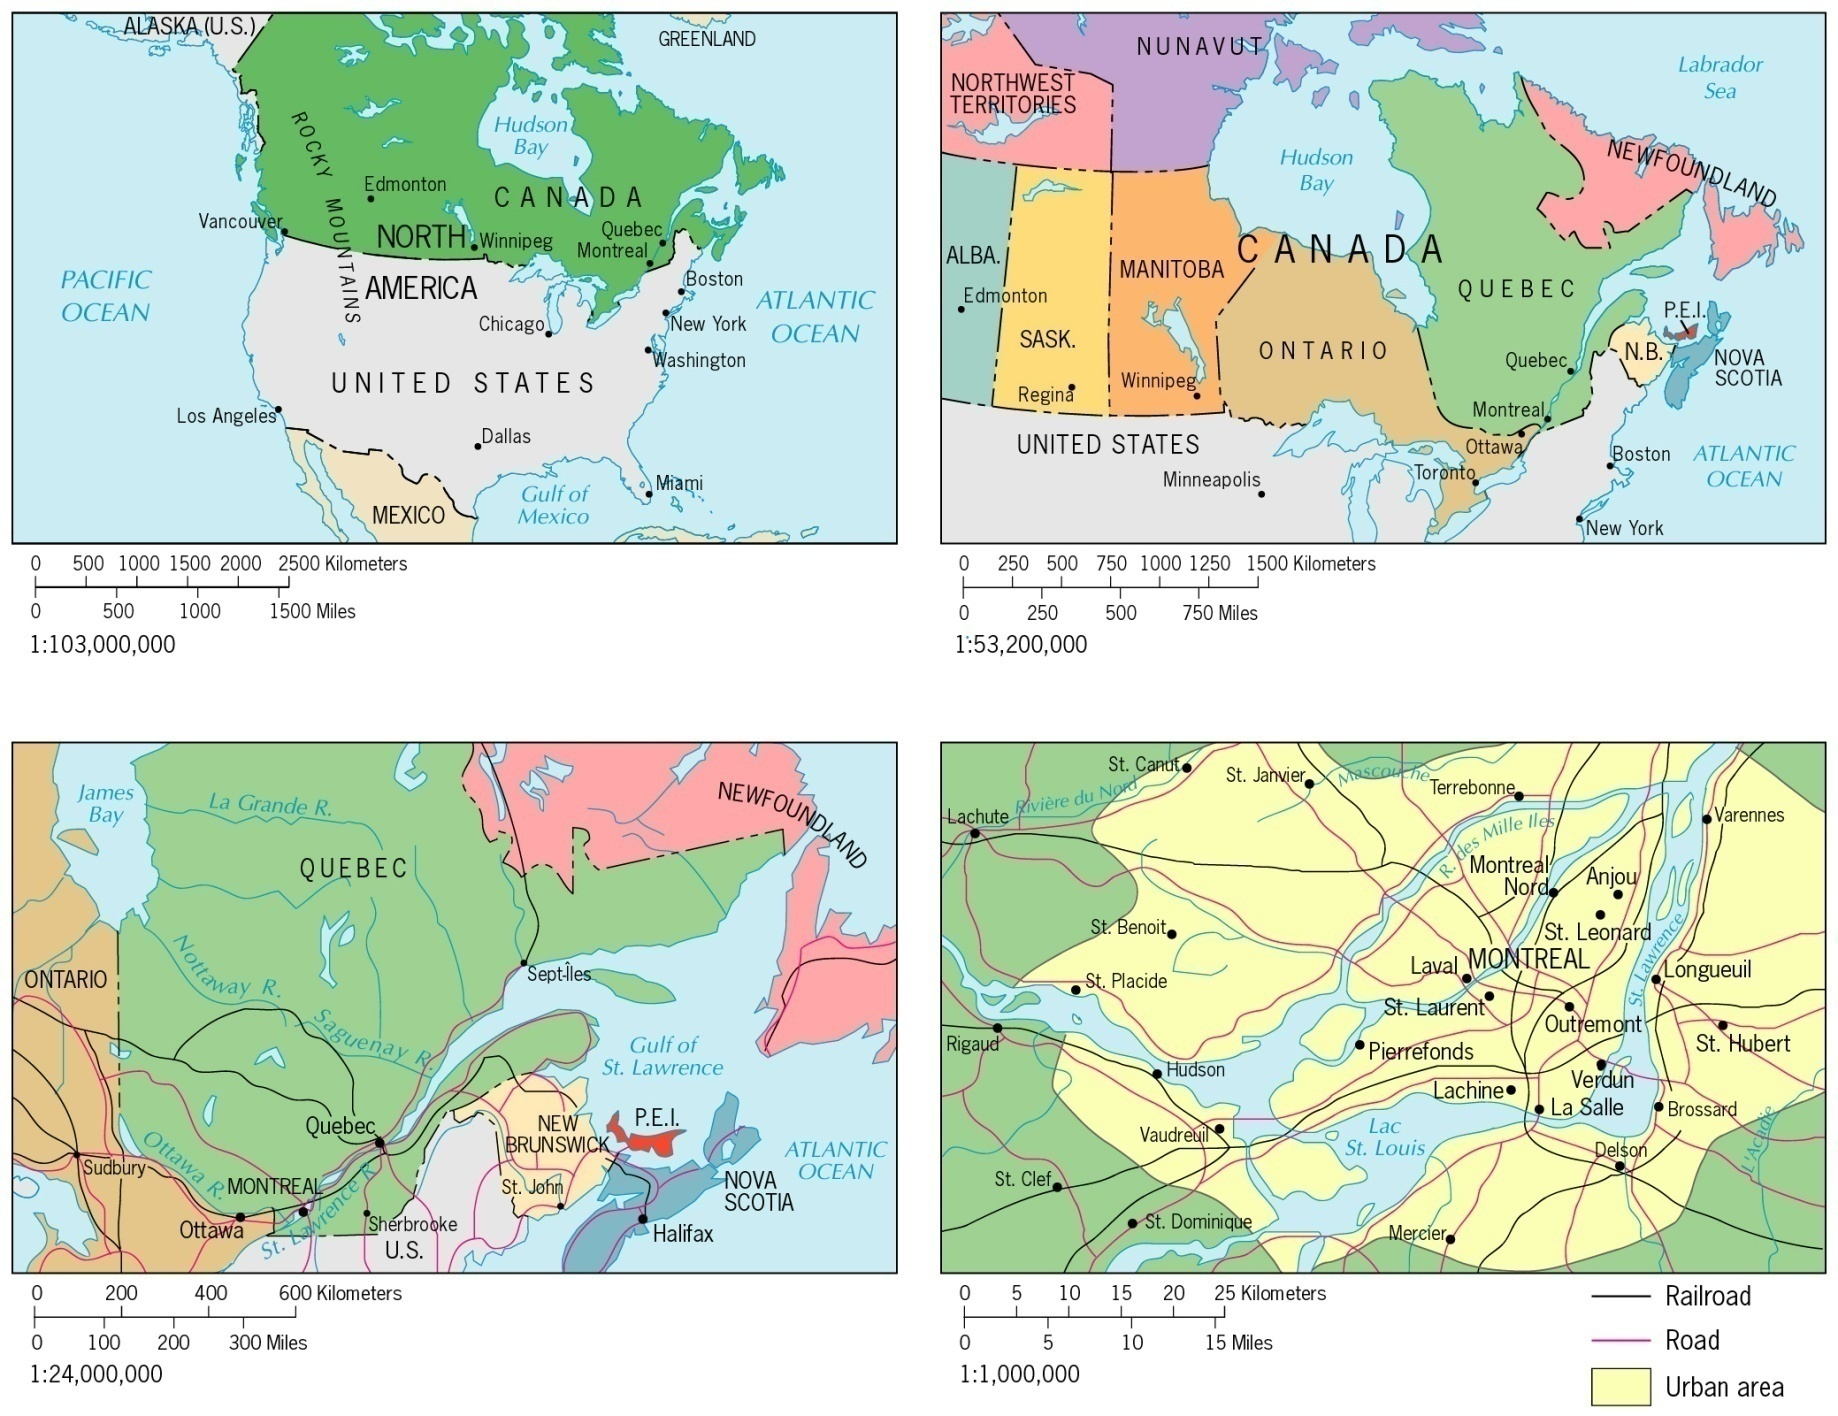 ALASKA (U.S.)
GREENLAND
ROCKY MOUNTAINS
Hudson
Bay
Edmonton
CANADA
Vancouver
NORTH
Winnipeg
Quebec
Montreal
PACIFIC
OCEAN
AMERICA
Boston
ATLANTIC
OCEAN
Chicago
New York
Washington
UNITED STATES
Los Angeles
Dallas
Miami
Gulf of
Mexico
MEXICO
0 500 1000 1500 2000 2500 Kilometers
0 500 1000 1500 Miles
1:103,000,000
NUNAVUT
Labrador
Sea
NORTHWEST
TERRITORIES
Hudson
Bay
NEWFOUNDLAND
ALBA.
CANADA
MANITOBA
Edmonton
QUEBEC
P.E.I.
SASK.
ONTARIO
N.B.
NOVA
SCOTIA
Quebec
Regina
Winnipeg
Montreal
UNITED STATES
Ottawa
Boston
ATLANTIC
OCEAN
Minneapolis
Toronto
New York
0 250 500 750 1000 1250 1500 Kilometers
0 250 500 750 Miles
1:53,200,000
James
Bay
La Grande R.
NEWFOUNDLAND
QUEBEC
Nottaway R.
ONTARIO
Sept-Îles
Saguenay R.
Gulf of
St. Lawrence
Quebec
NEW
BRUNSWICK
P.E.I.
ATLANTIC
OCEAN
Sudbury
Ottawa R.
MONTREAL
St. John
NOVA
SCOTIA
Ottawa
St. Lawrence R.
Sherbrooke
U.S.
Halifax
0 200 400 600 Kilometers
0 100 200 300 Miles
1:24,000,000
St. Canut
St. Janvier
Mascouche
Rivière du Nord
Terrebonne
Lachute
Varennes
R. des Mille Iles
Montreal
Nord
Anjou
St. Benoit
St. Leonard
St. Lawrence
MONTREAL
Laval
Longueuil
St. Placide
St. Laurent
Outremont
Rigaud
St. Hubert
Pierrefonds
Hudson
Verdun
Lachine
La Salle
Brossard
Vaudreuil
Lac
St. Louis
L'Acadie
Delson
St. Clef
St. Dominique
Mercier
0 5 10 15 20 25 Kilometers
0 5 10 15 Miles
1:1,000,000
Railroad
Road
Urban area